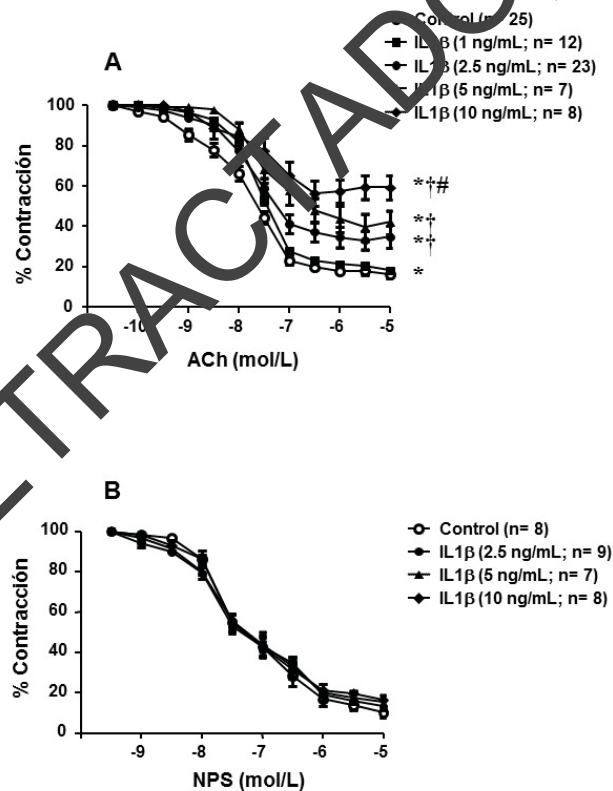 Control (n= 25)
IL1β (1 ng/mL; n= 12)
IL1β (2.5 ng/mL; n= 23)
IL1β (5 ng/mL; n= 7)
IL1β (10 ng/mL; n= 8)
A
% Contracción
100
80
60
40
20
0
*†#
*†
*†
*
-10 -9 -8 -7 -6 -5
ACh (mol/L)
TRACTADO
B
% Contracción
100
80
60
40
20
0
Control (n= 8)
IL1β (2.5 ng/mL; n= 9)
IL1β (5 ng/mL; n= 7)
IL1β (10 ng/mL; n= 8)
-9 -8 -7 -6 -5
NPS (mol/L)